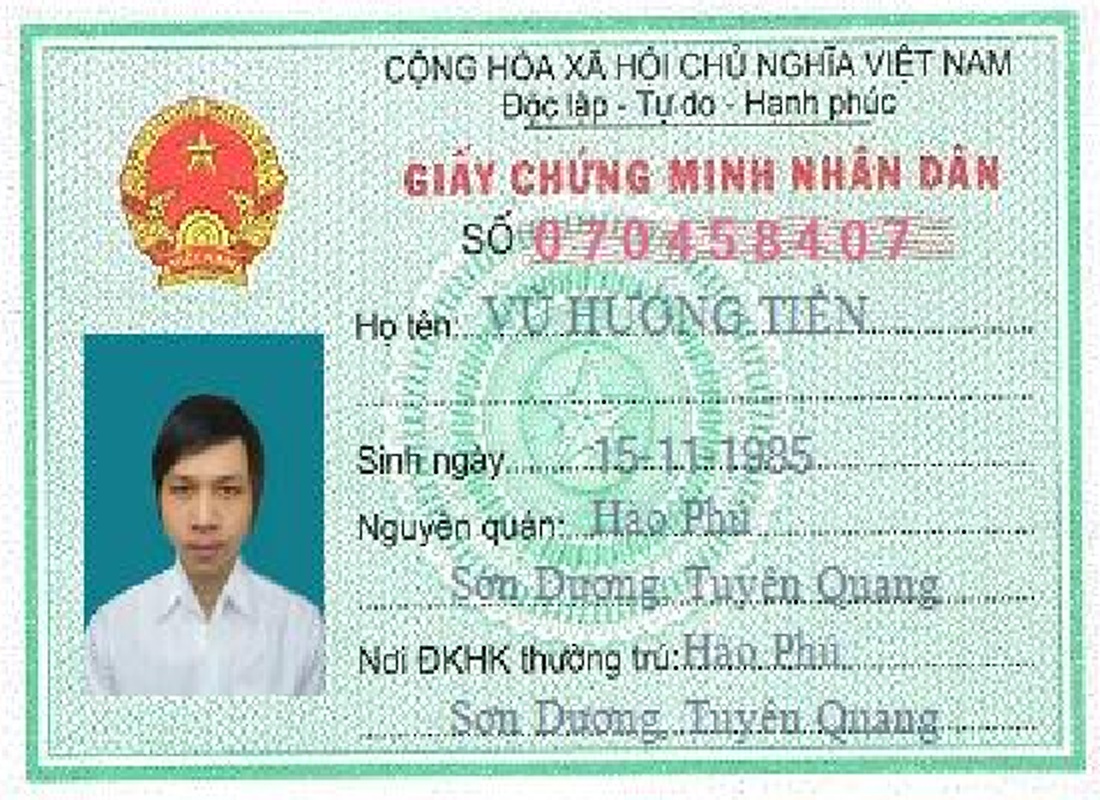 CỘNG HÒA XÃ HỘI CHỦ NGHĨA VIỆT NAM
Độc lập - Tự do - Hạnh phúc
GIẤY CHỨNG MINH NHÂN DÂN
SỐ 070458407
Họ tên: VŨ HƯỚNG TIÊN
Sinh ngày 15-11-1985
Nguyên quán: Hào Phú
Sơn Dương, Tuyên Quang
Nơi ĐKHK thường trú: Hào Phú
Sơn Dương, Tuyên Quang